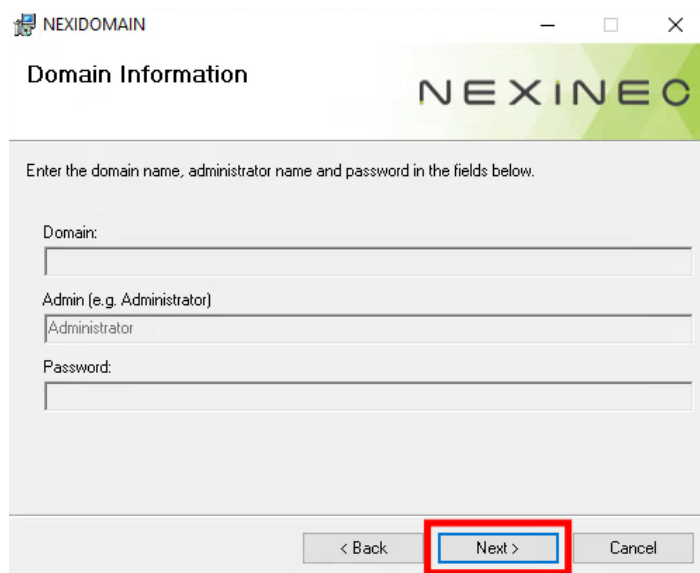 NEXIDOMAIN
Domain Information
NEXINEO
Enter the domain name, administrator name and password in the fields below.
Domain:
Admin (e.g. Administrator)
Administrator
Password:
< Back
Next >
Cancel